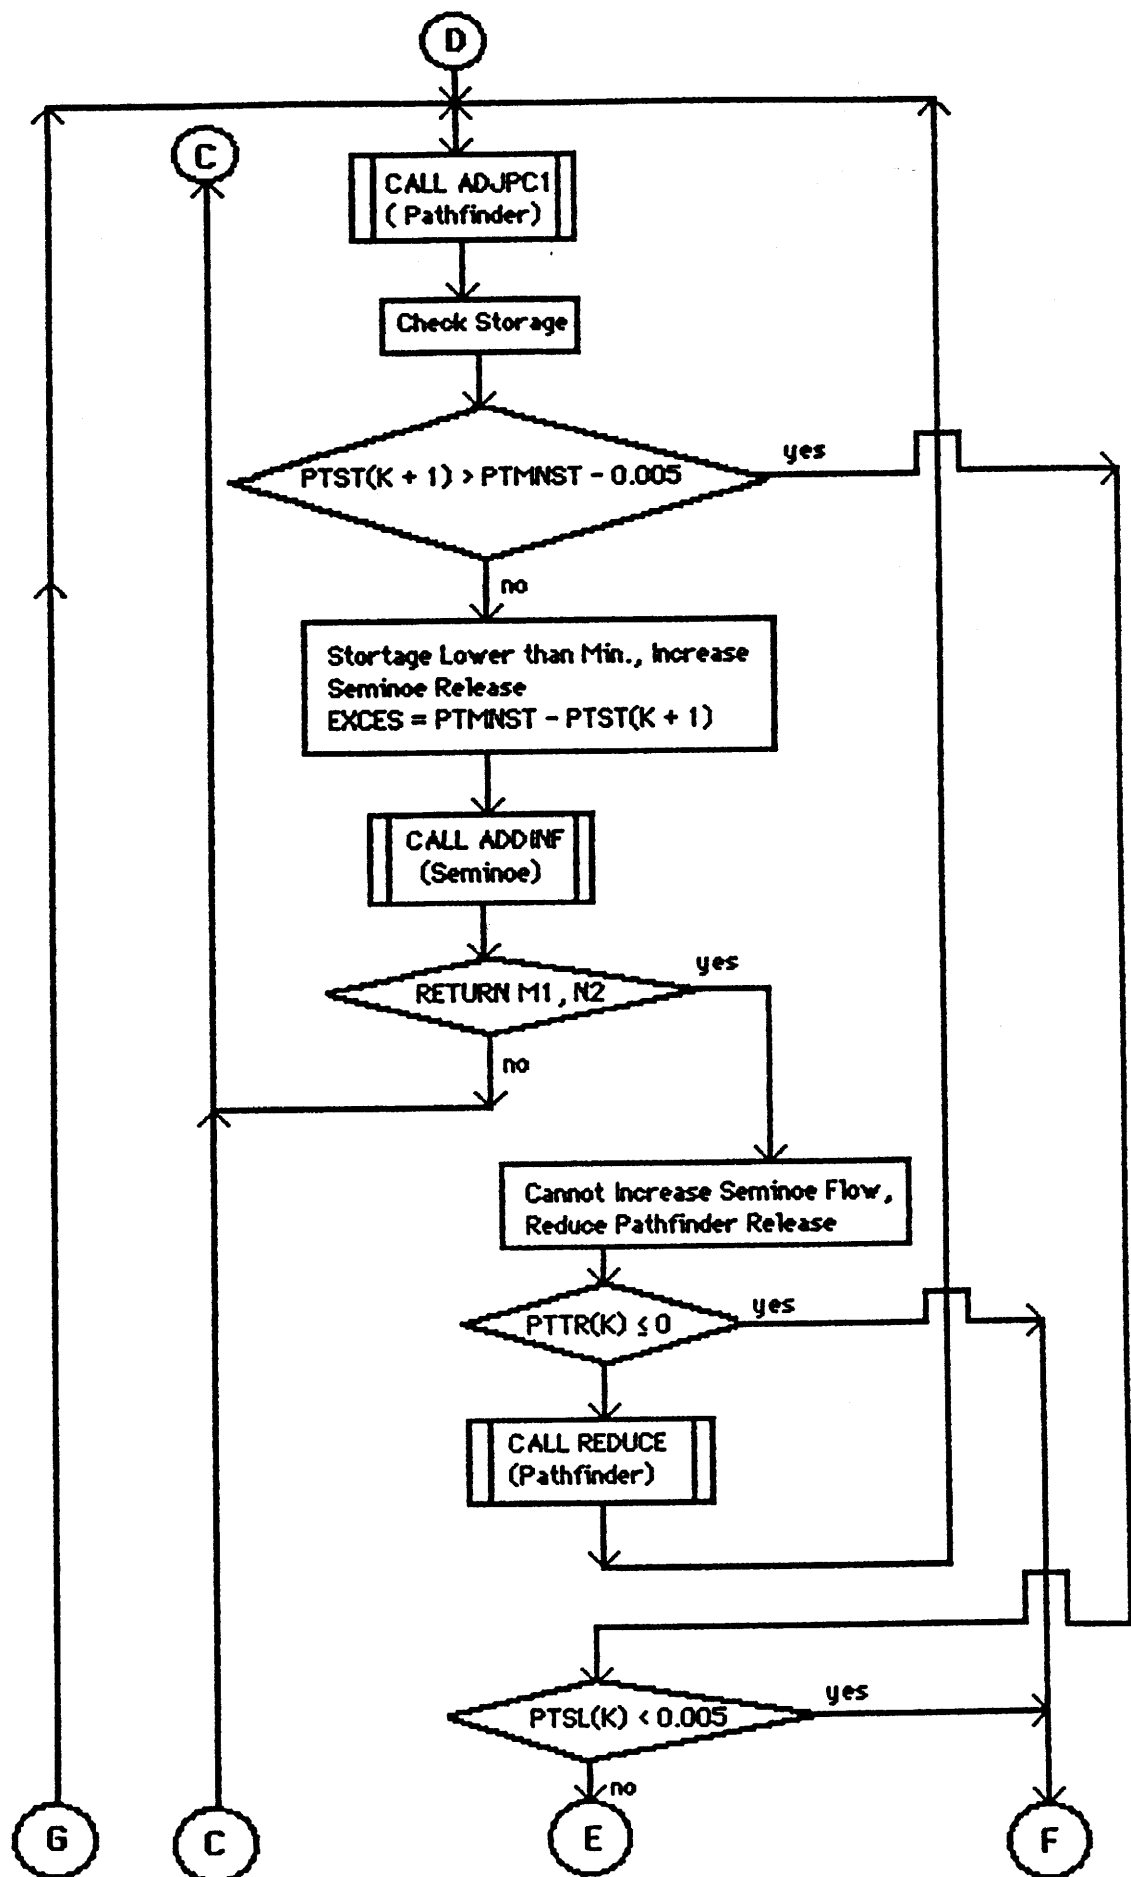 D
C
CALL ADJPC1
( Pathfinder)
Check Storage
PTST(K + 1) > PTMNST - 0.005
yes
no
Stortage Lower than Min., Increase
Seminoe Release
EXCES = PTMNST - PTST(K + 1)
CALL ADDINF
(Seminoe)
RETURN M1, N2
yes
no
Cannot Increase Seminoe Flow,
Reduce Pathfinder Release
PTTR(K) ≤ 0
yes
CALL REDUCE
(Pathfinder)
PTSL(K) < 0.005
yes
no
G
C
E
F